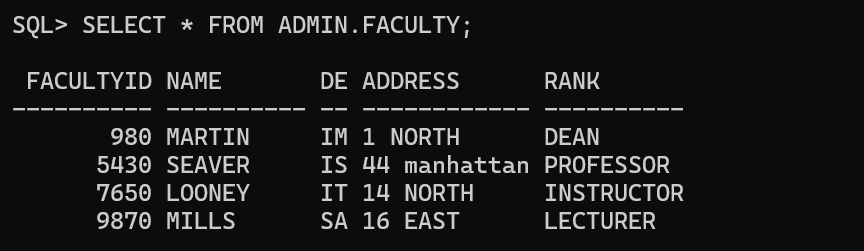 SQL> SELECT * FROM ADMIN.FACULTY;
FACULTYID NAME       DE ADDRESS      RANK
---------- ---------- -- ------------ ----------
       980 MARTIN     IM 1 NORTH      DEAN
      5430 SEAVER     IS 44 manhattan PROFESSOR
      7650 LOONEY     IT 14 NORTH     INSTRUCTOR
      9870 MILLS      SA 16 EAST      LECTURER